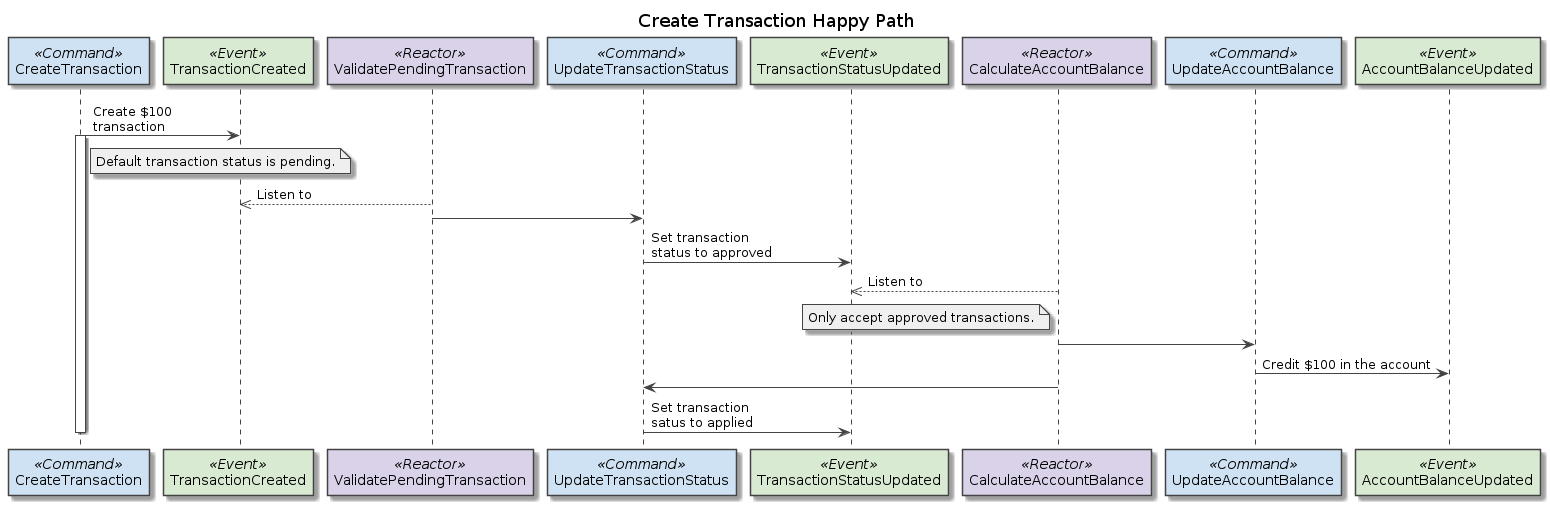 Create Transaction Happy Path
«Command»
CreateTransaction
«Event»
TransactionCreated
«Reactor»
ValidatePendingTransaction
«Command»
UpdateTransactionStatus
«Event»
TransactionStatusUpdated
«Reactor»
CalculateAccountBalance
«Command»
UpdateAccountBalance
«Event»
AccountBalanceUpdated
Create $100
transaction
Default transaction status is pending.
Listen to
Set transaction
status to approved
Listen to
Only accept approved transactions.
Credit $100 in the account
Set transaction
satus to applied
«Command»
CreateTransaction
«Event»
TransactionCreated
«Reactor»
ValidatePendingTransaction
«Command»
UpdateTransactionStatus
«Event»
TransactionStatusUpdated
«Reactor»
CalculateAccountBalance
«Command»
UpdateAccountBalance
«Event»
AccountBalanceUpdated